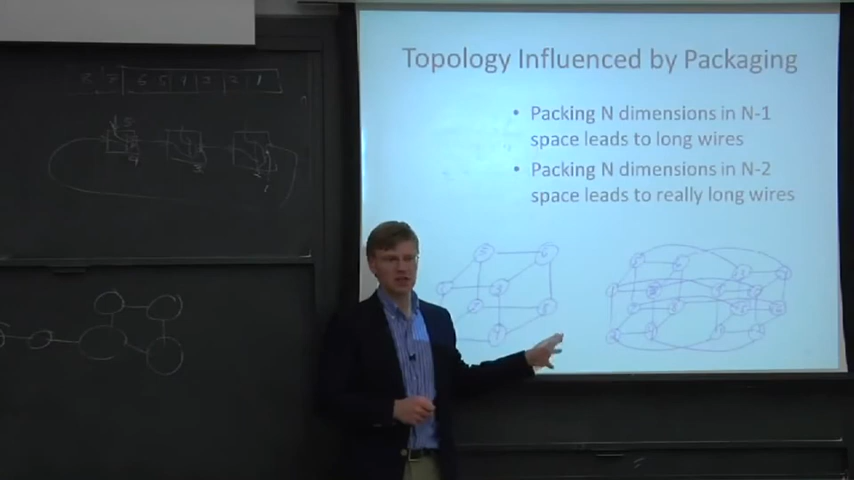 Topology Influenced by Packaging
• Packing N dimensions in N-1
space leads to long wires
• Packing N dimensions in N-2
space leads to really long wires